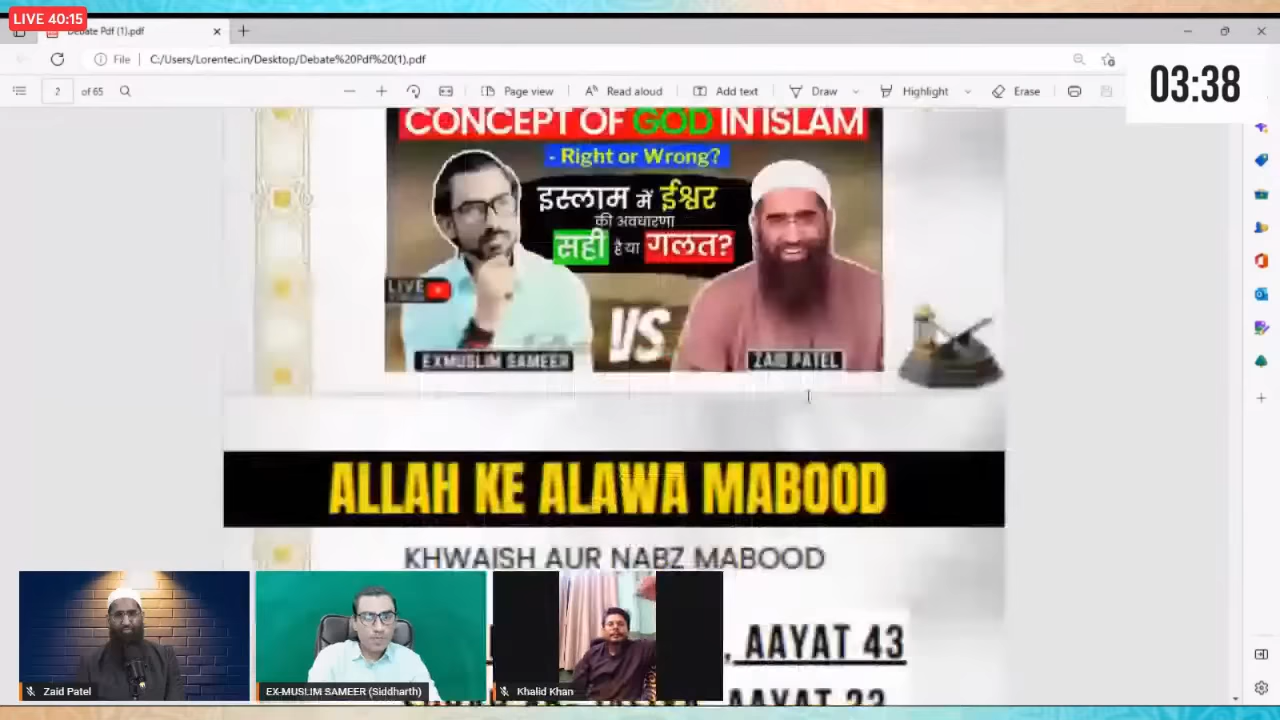 LIVE 40:15
Debate Pdf (1).pdf
File
C:/Users/Lorentec.in/Desktop/Debate%20Pdf%20(1).pdf
03:38
2
of 65
Page view
Read aloud
Add text
Draw
Highlight
Erase
CONCEPT OF GOD IN ISLAM
- Right or Wrong?
इस्लाम में ईश्वर
की अवधारणा
सही है या गलत?
LIVE
VS
EXMUSLIM SAMEER
ZAID PATEL
ALLAH KE ALAWA MABOOD
KHWAISH AUR NABZ MABOOD
, AAYAT 43
AAYAT 23
Zaid Patel
EX-MUSLIM SAMEER (Siddharth)
Khalid Khan